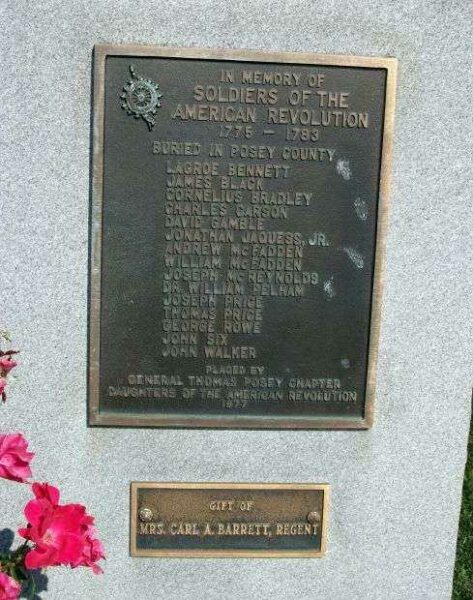 IN MEMORY OF
SOLDIERS OF THE
AMERICAN REVOLUTION
1775 - 1783
BURIED IN POSEY COUNTY
LAGROE BENNETT
JAMES BLACK
CORNELIUS BRADLEY
CHARLES CARSON
DAVID GAMBLE
JONATHAN JAQUESS, JR.
ANDREW McFADDEN
WILLIAM McFADDEN
JOSEPH McREYNOLDS
DR. WILLIAM PELHAM
JOSEPH PRICE
THOMAS PRICE
GEORGE ROWE
JOHN SIX
JOHN WALKER
PLACED BY
GENERAL THOMAS POSEY CHAPTER
DAUGHTERS OF THE AMERICAN REVOLUTION
1977
GIFT OF
MRS. CARL A. BARRETT, REGENT